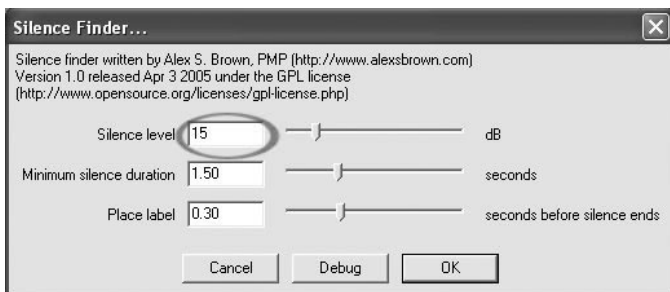 Silence Finder...
Silence finder written by Alex S. Brown, PMP (http://www.alexsbrown.com)
Version 1.0 released Apr 3 2005 under the GPL license
(http://www.opensource.org/licenses/gpl-license.php)
Silence level 15 dB
Minimum silence duration 1.50 seconds
Place label 0.30 seconds before silence ends
Cancel Debug OK